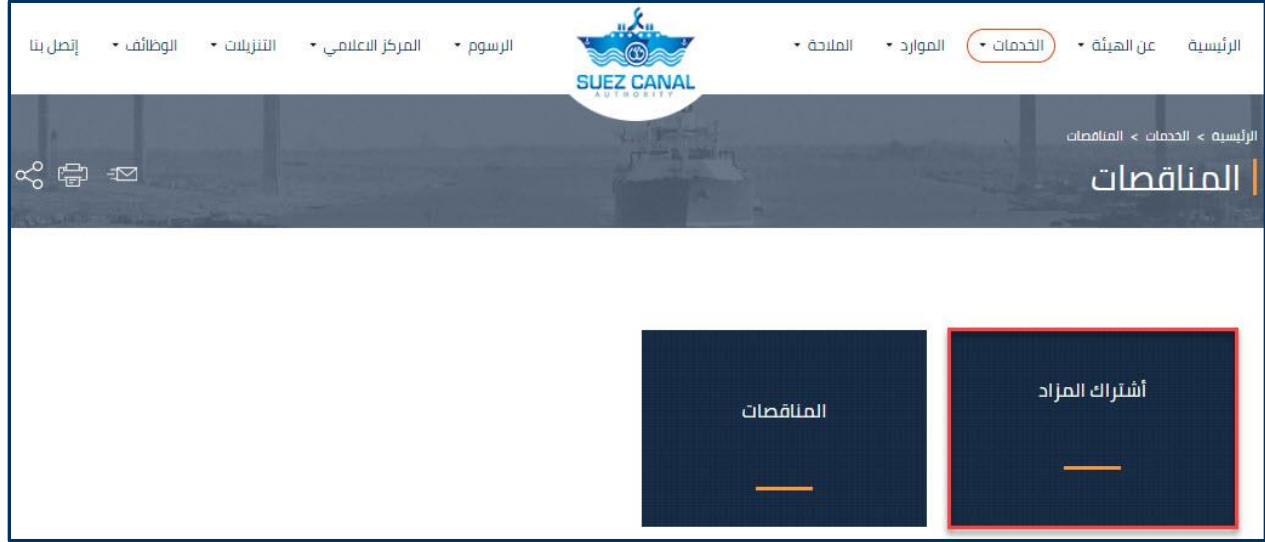 الرئيسية عن الهيئة الخدمات الموارد الملاحة SUEZ CANAL الرسوم المركز الاعلامي التنزيلات الوظائف إتصل بنا
AUTHORITY
الرئيسية > الخدمات > المناقصات
المناقصات
أشتراك المزاد
المناقصات